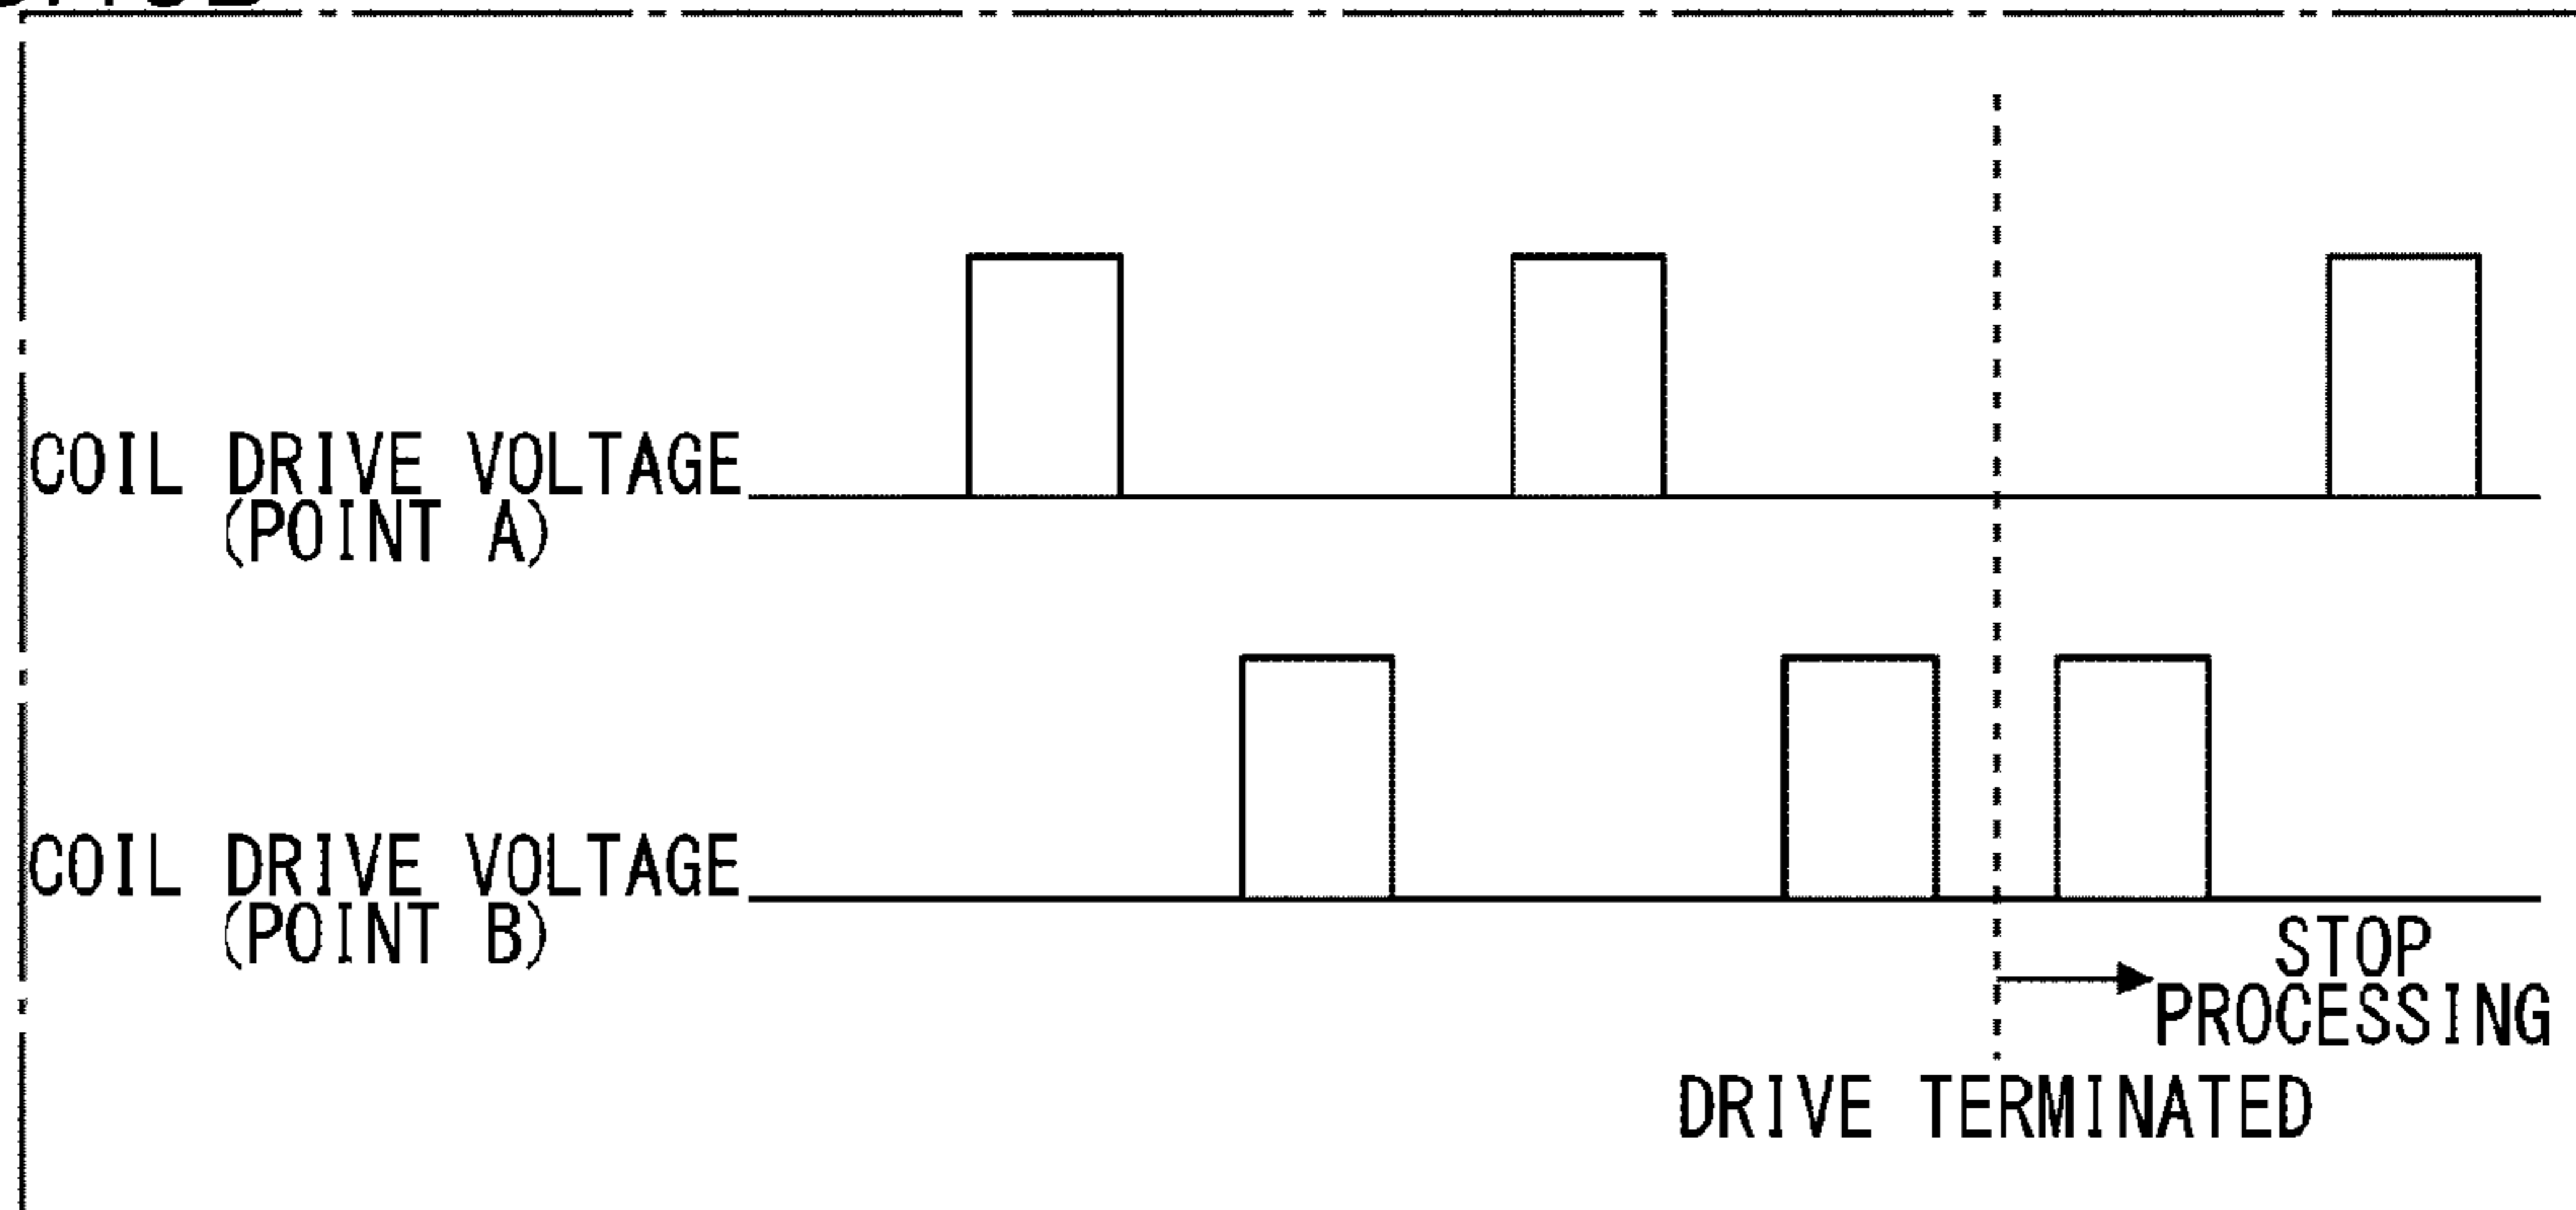 COIL DRIVE VOLTAGE
(POINT A)
COIL DRIVE VOLTAGE
(POINT B)
STOP
PROCESSING
DRIVE TERMINATED